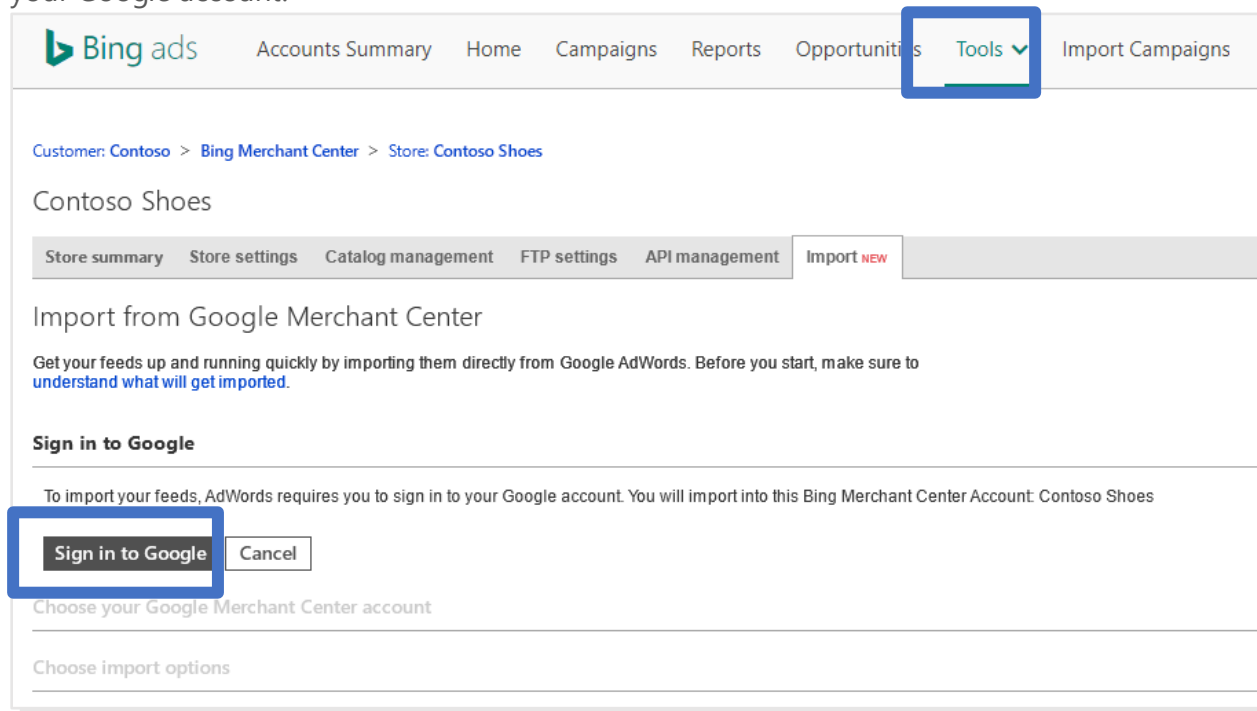 your Google account.
Bing ads Accounts Summary Home Campaigns Reports Opportunities Tools Import Campaigns
Customer: Contoso > Bing Merchant Center > Store: Contoso Shoes
Contoso Shoes
Store summary Store settings Catalog management FTP settings API management Import NEW
Import from Google Merchant Center
Get your feeds up and running quickly by importing them directly from Google AdWords. Before you start, make sure to
understand what will get imported.
Sign in to Google
To import your feeds, AdWords requires you to sign in to your Google account. You will import into this Bing Merchant Center Account: Contoso Shoes
Sign in to Google Cancel
Choose your Google Merchant Center account
Choose import options